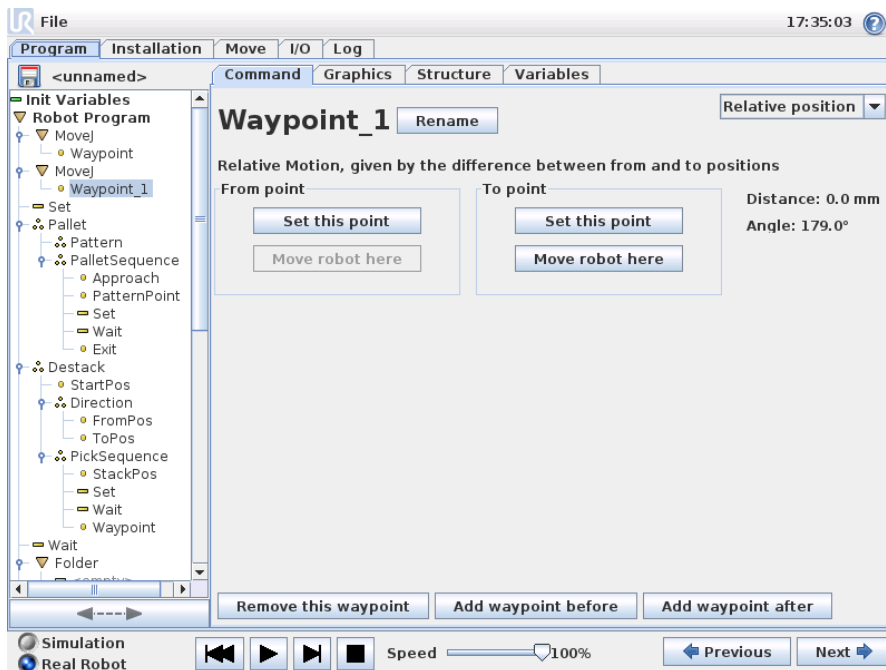 UR File 17:35:03 ?
Program Installation Move I/O Log
<unnamed>
Command Graphics Structure Variables
Init Variables
Robot Program
MoveJ
Waypoint
MoveJ
Waypoint_1
Set
Pallet
Pattern
PalletSequence
Approach
PatternPoint
Set
Wait
Exit
Destack
StartPos
Direction
FromPos
ToPos
PickSequence
StackPos
Set
Wait
Waypoint
Wait
Folder
<empty>
Waypoint_1 Rename Relative position
Relative Motion, given by the difference between from and to positions
From point To point
Set this point Set this point Distance: 0.0 mm
Angle: 179.0°
Move robot here Move robot here
Remove this waypoint Add waypoint before Add waypoint after
Simulation
Real Robot
Speed 100% Previous Next